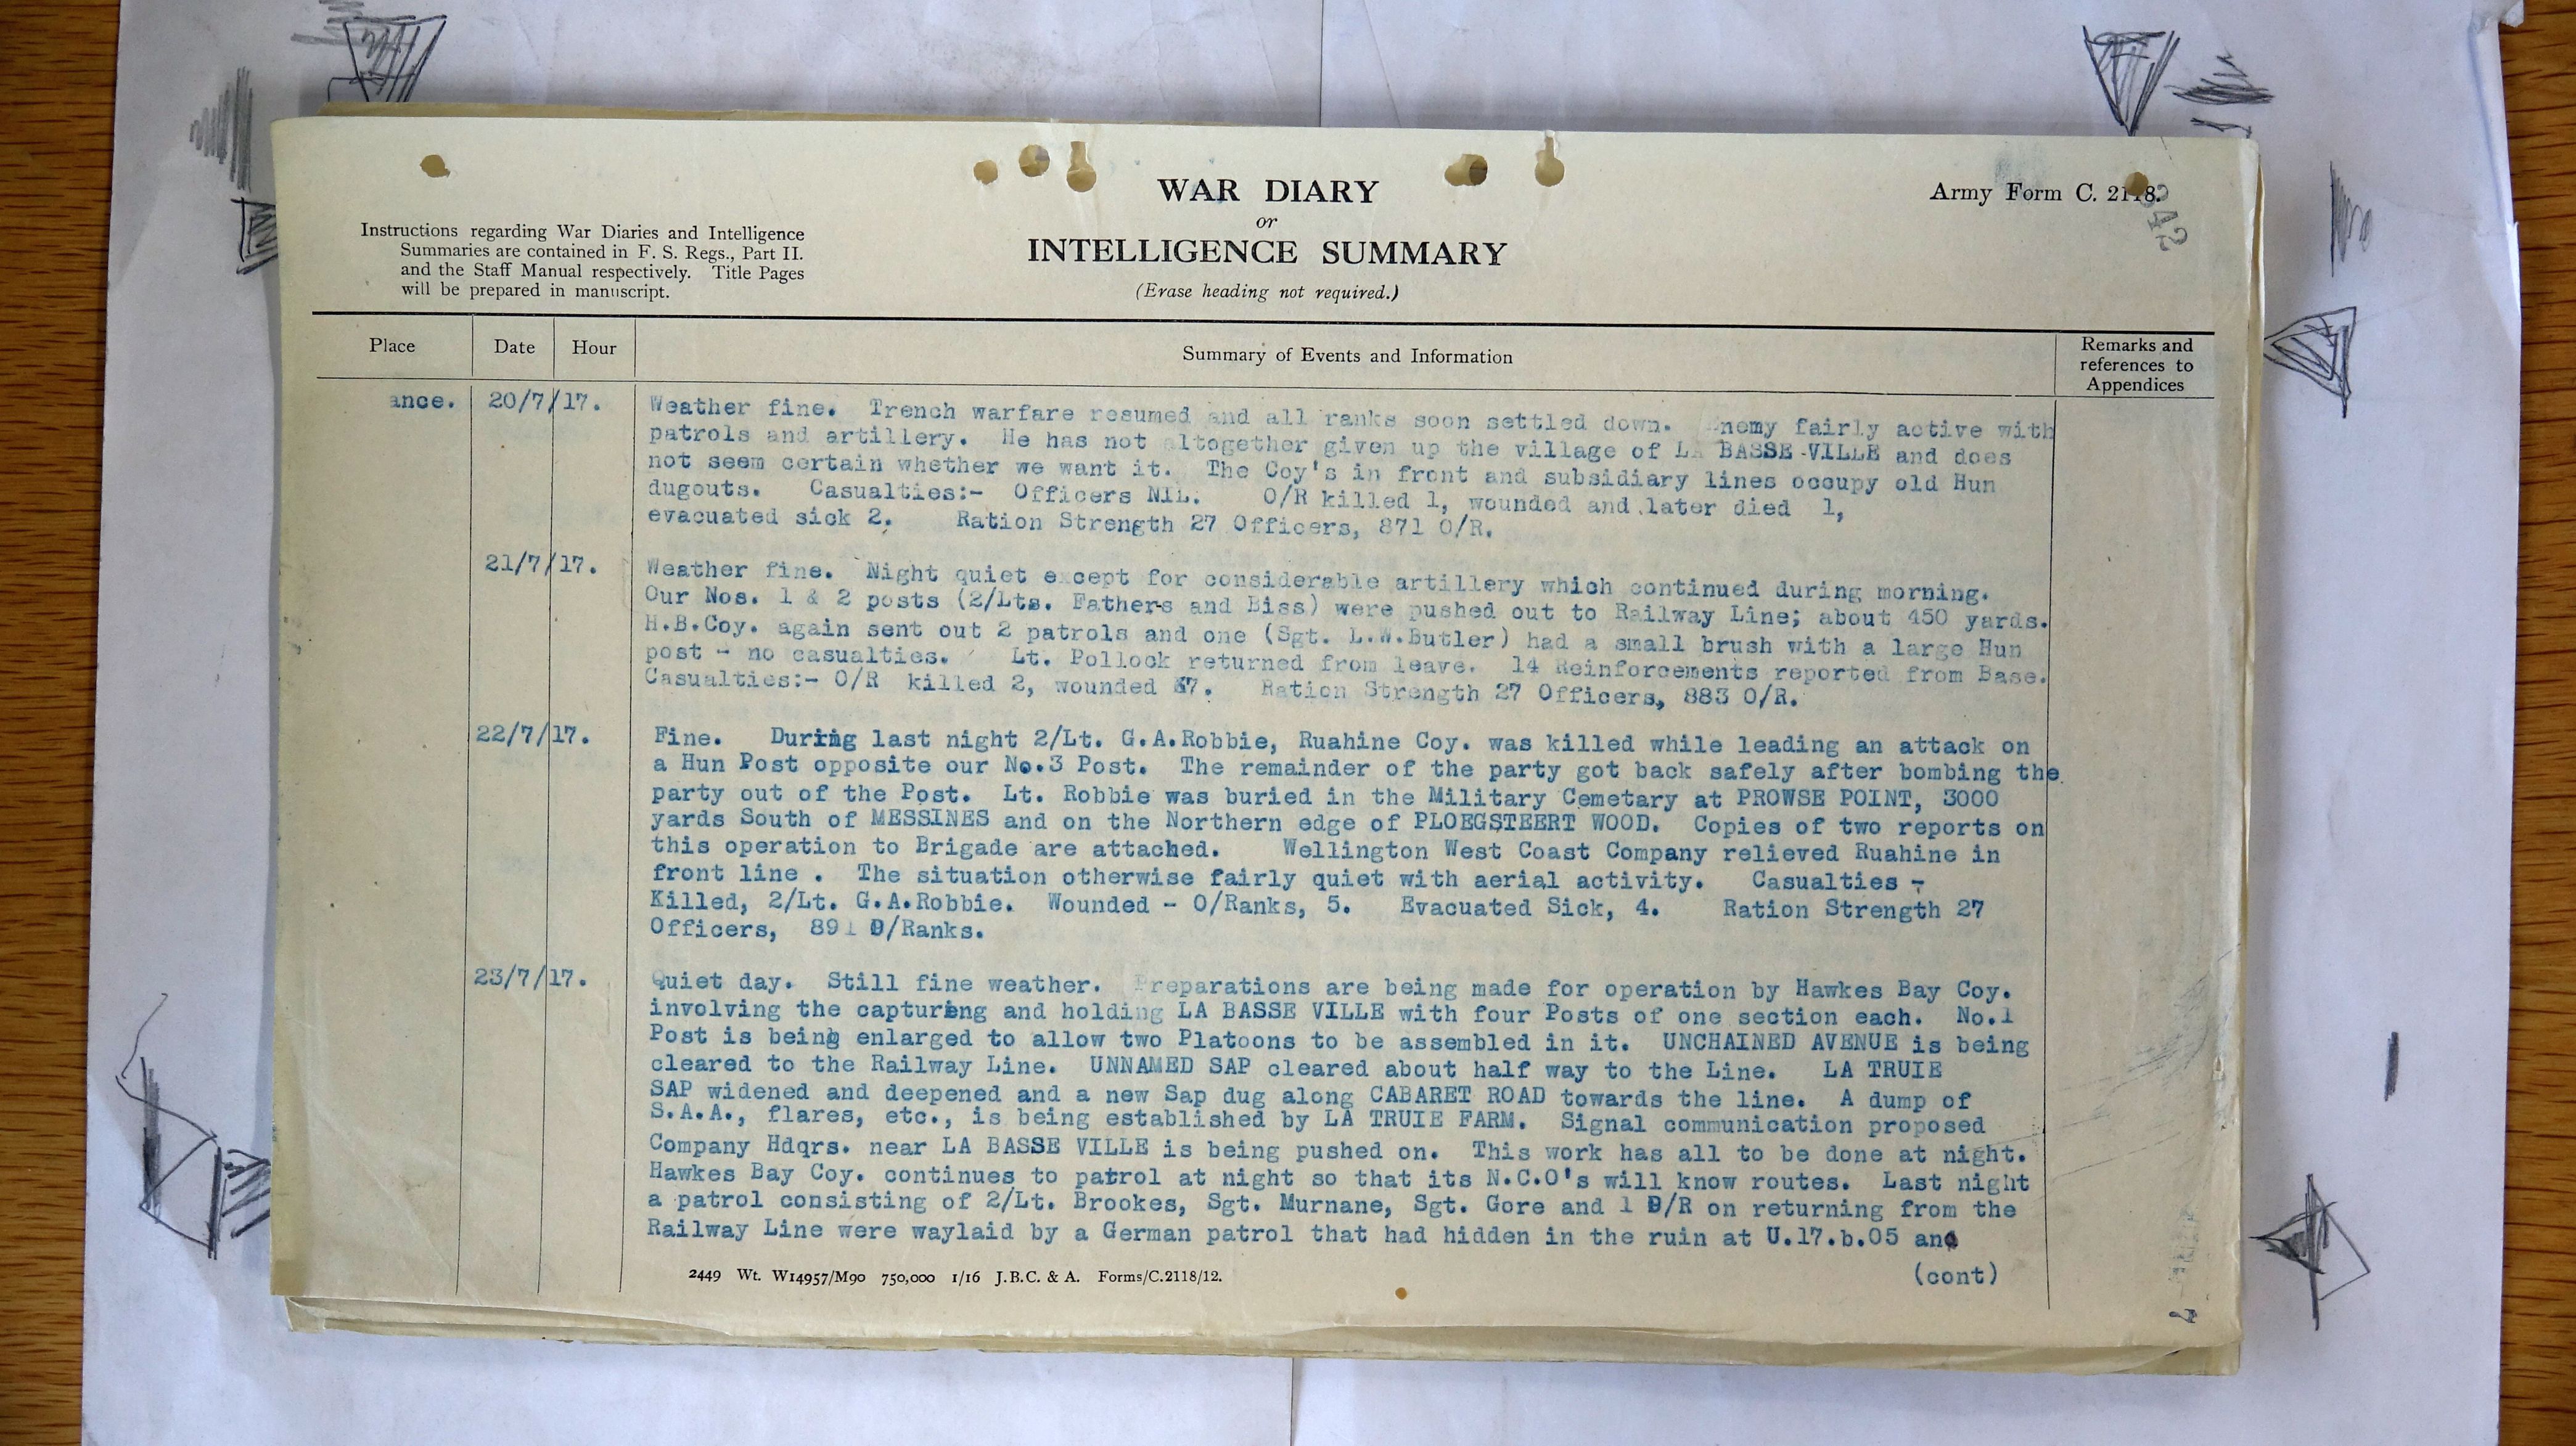 WAR DIARY
or
INTELLIGENCE SUMMARY
(Erase heading not required.)
Army Form C. 2118.
342
Instructions regarding War Diaries and Intelligence
Summaries are contained in F. S. Regs., Part II.
and the Staff Manual respectively. Title Pages
will be prepared in manuscript.
Place Date Hour Summary of Events and Information Remarks and
references to
Appendices
ance. 20/7/17. Weather fine. Trench warfare resumed and all ranks soon settled down. Enemy fairly active with
patrols and artillery. He has not altogether given up the village of LA BASSE-VILLE and does
not seem certain whether we want it. The Coy's in front and subsidiary lines occupy old Hun
dugouts. Casualties:- Officers NIL. O/R killed 1, wounded and later died 1,
evacuated sick 2. Ration Strength 27 Officers, 871 O/R.
21/7/17. Weather fine. Night quiet except for considerable artillery which continued during morning.
Our Nos. 1 & 2 posts (2/Lts. Fathers and Biss) were pushed out to Railway Line; about 450 yards.
H.B.Coy. again sent out 2 patrols and one (Sgt. L.W.Butler) had a small brush with a large Hun
post - no casualties. Lt. Pollock returned from leave. 14 Reinforcements reported from Base.
Casualties:- O/R killed 2, wounded 7. Ration Strength 27 Officers, 883 O/R.
22/7/17. Fine. During last night 2/Lt. G.A.Robbie, Ruahine Coy. was killed while leading an attack on
a Hun Post opposite our No.3 Post. The remainder of the party got back safely after bombing the
party out of the Post. Lt. Robbie was buried in the Military Cemetary at PROWSE POINT, 3000
yards South of MESSINES and on the Northern edge of PLOEGSTEERT WOOD. Copies of two reports on
this operation to Brigade are attached. Wellington West Coast Company relieved Ruahine in
front line . The situation otherwise fairly quiet with aerial activity. Casualties -
Killed, 2/Lt. G.A.Robbie. Wounded - O/Ranks, 5. Evacuated Sick, 4. Ration Strength 27
Officers, 891 O/Ranks.
23/7/17. Quiet day. Still fine weather. Preparations are being made for operation by Hawkes Bay Coy.
involving the capturing and holding LA BASSE VILLE with four Posts of one section each. No.1
Post is being enlarged to allow two Platoons to be assembled in it. UNCHAINED AVENUE is being
cleared to the Railway Line. UNNAMED SAP cleared about half way to the Line. LA TRUIE
SAP widened and deepened and a new Sap dug along CABARET ROAD towards the line. A dump of
S.A.A., flares, etc., is being established by LA TRUIE FARM. Signal communication proposed
Company Hdqrs. near LA BASSE VILLE is being pushed on. This work has all to be done at night.
Hawkes Bay Coy. continues to patrol at night so that its N.C.O's will know routes. Last night
a patrol consisting of 2/Lt. Brookes, Sgt. Murnane, Sgt. Gore and 1 O/R on returning from the
Railway Line were waylaid by a German patrol that had hidden in the ruin at U.17.b.05 and
(cont)
2449 Wt. W14957/M90 750,000 1/16 J.B.C. & A. Forms/C.2118/12.